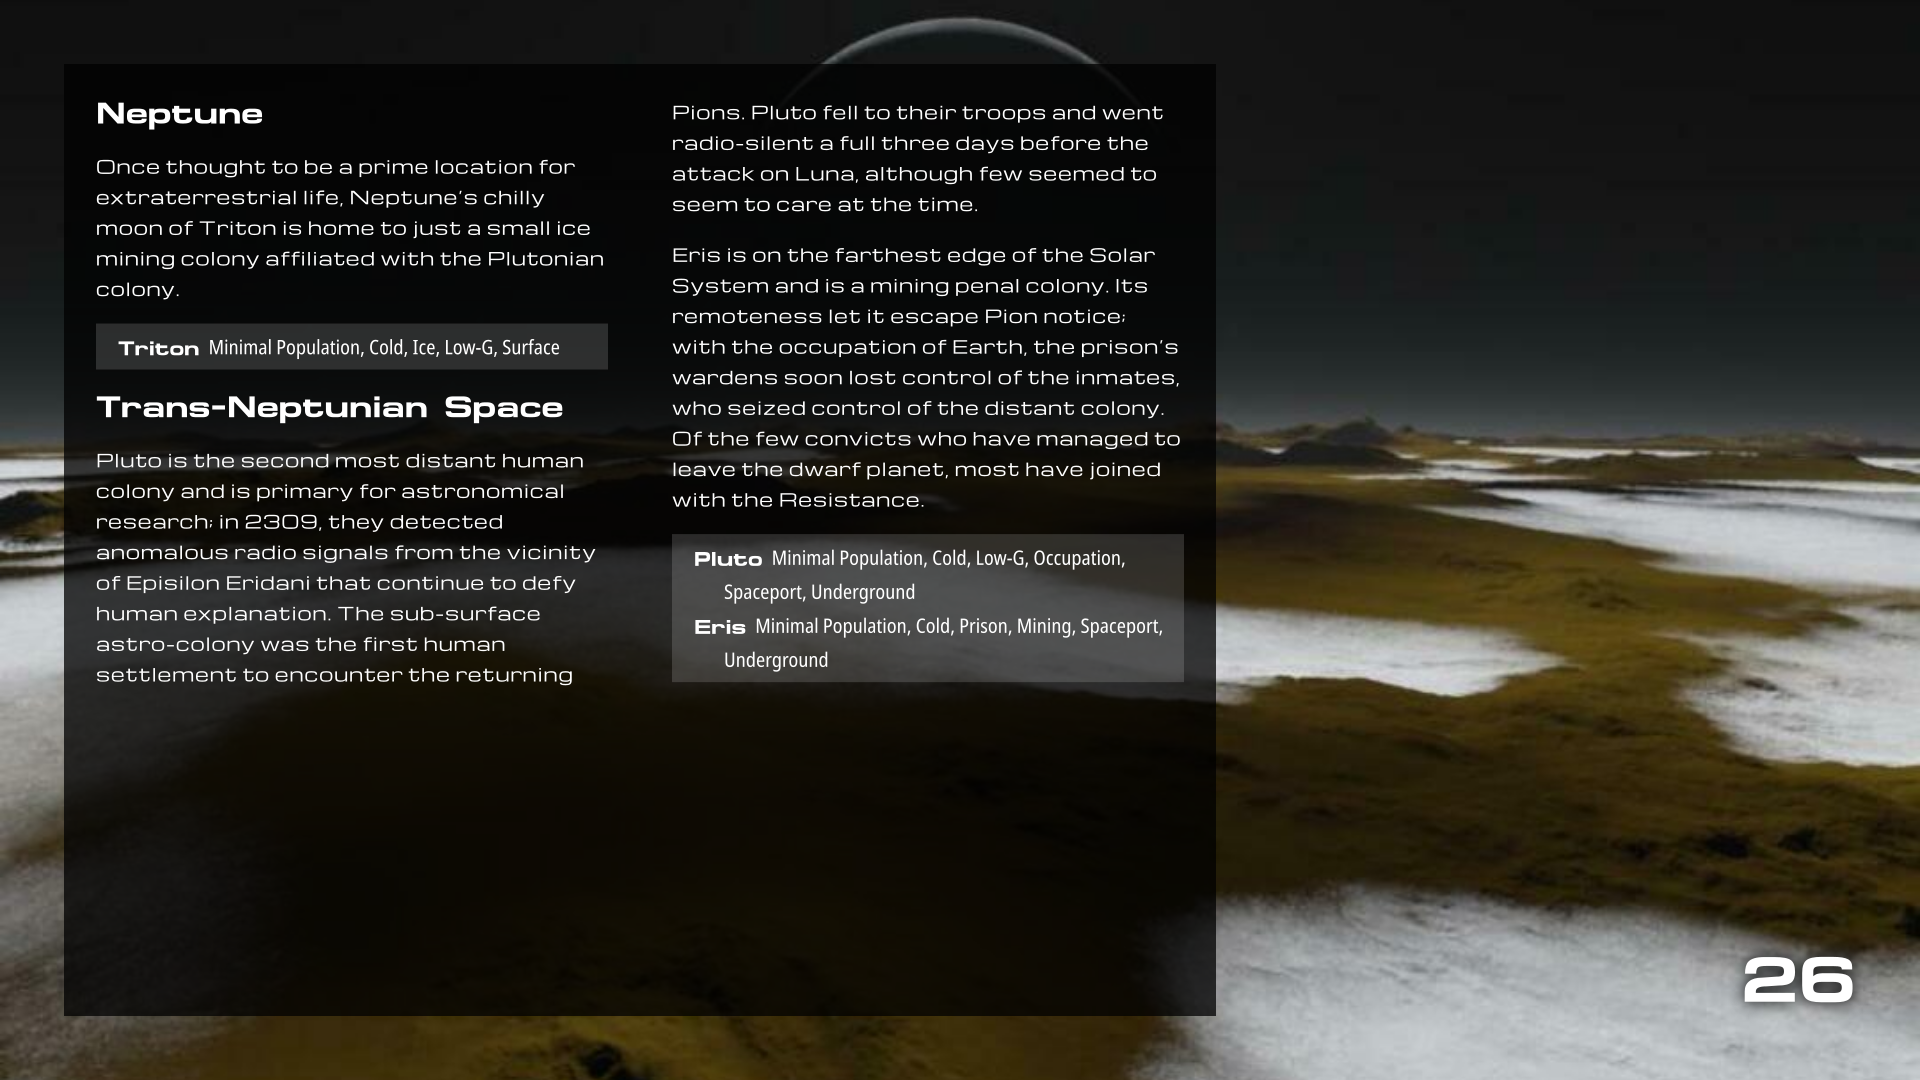 Neptune
Once thought to be a prime location for
extraterrestrial life, Neptune's chilly
moon of Triton is home to just a small ice
mining colony affiliated with the Plutonian
colony.
Triton Minimal Population, Cold, Ice, Low-G, Surface
Trans-Neptunian Space
Pluto is the second most distant human
colony and is primary for astronomical
research; in 2309, they detected
anomalous radio signals from the vicinity
of Episilon Eridani that continue to defy
human explanation. The sub-surface
astro-colony was the first human
settlement to encounter the returning
Pions. Pluto fell to their troops and went
radio-silent a full three days before the
attack on Luna, although few seemed to
seem to care at the time.
Eris is on the farthest edge of the Solar
System and is a mining penal colony. Its
remoteness let it escape Pion notice;
with the occupation of Earth, the prison's
wardens soon lost control of the inmates,
who seized control of the distant colony.
Of the few convicts who have managed to
leave the dwarf planet, most have joined
with the Resistance.
Pluto Minimal Population, Cold, Low-G, Occupation,
Spaceport, Underground
Eris Minimal Population, Cold, Prison, Mining, Spaceport,
Underground
26